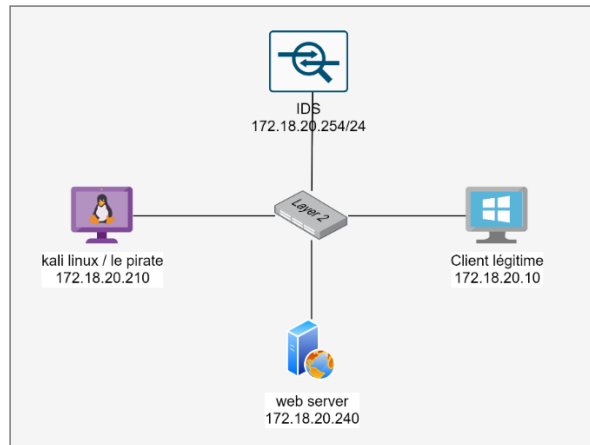 IDS
172.18.20.254/24
Layer 2
kali linux / le pirate
172.18.20.210
Client légitime
172.18.20.10
web server
172.18.20.240